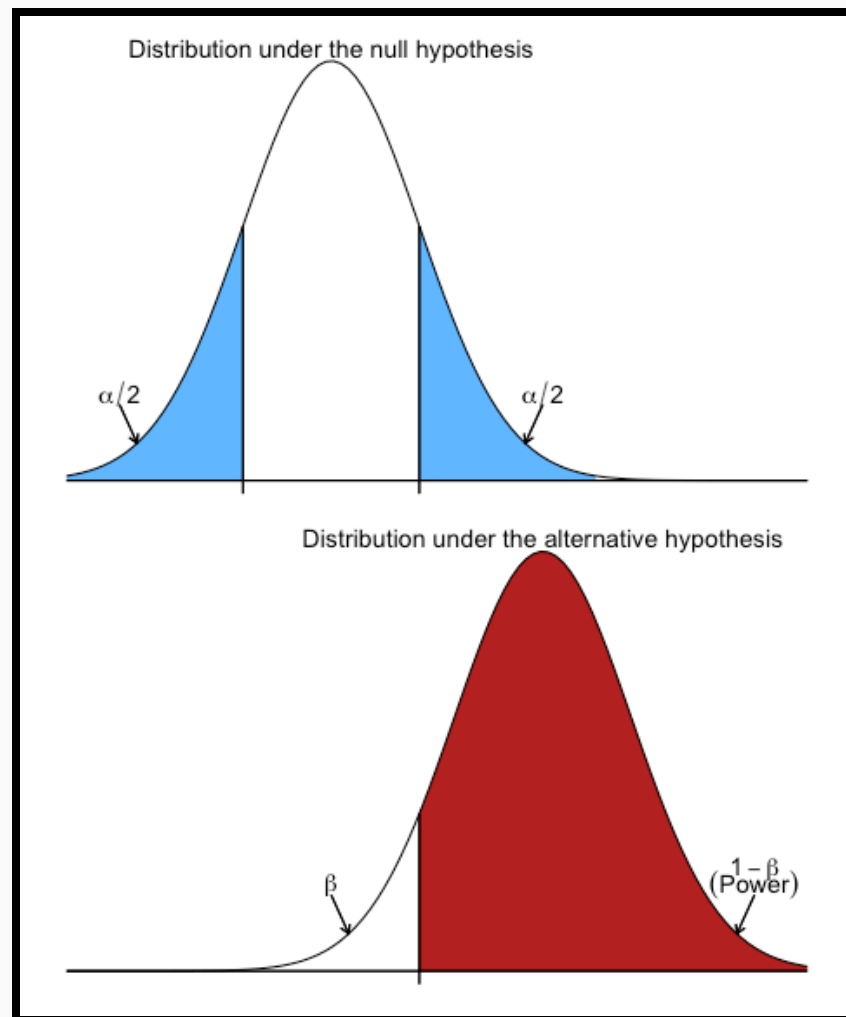 Distribution under the null hypothesis
α/2
α/2
Distribution under the alternative hypothesis
β
1 − β
(Power)